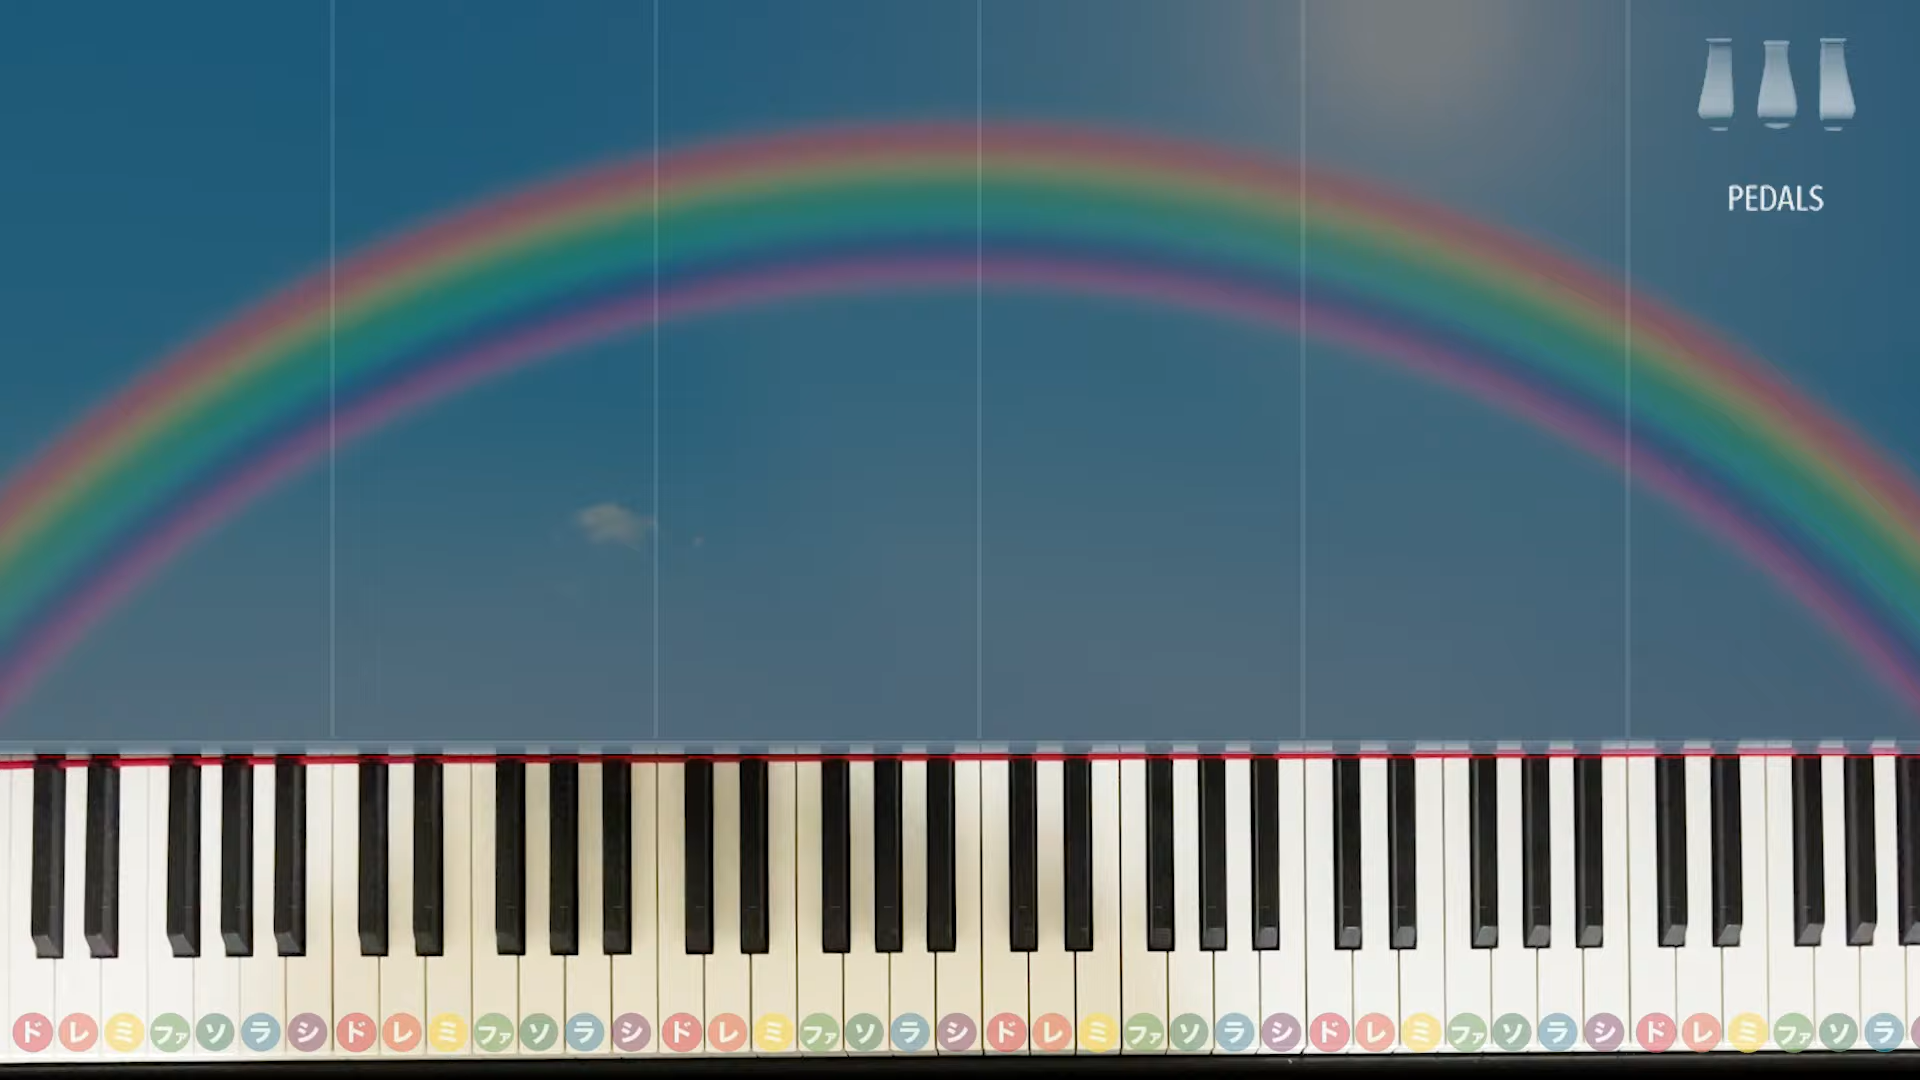 PEDALS
ド レ ミ ファ ソ ラ シ ド レ ミ ファ ソ ラ シ ド レ ミ ファ ソ ラ シ ド レ ミ ファ ソ ラ シ ド レ ミ ファ ソ ラ シ ド レ ミ ファ ソ ラ